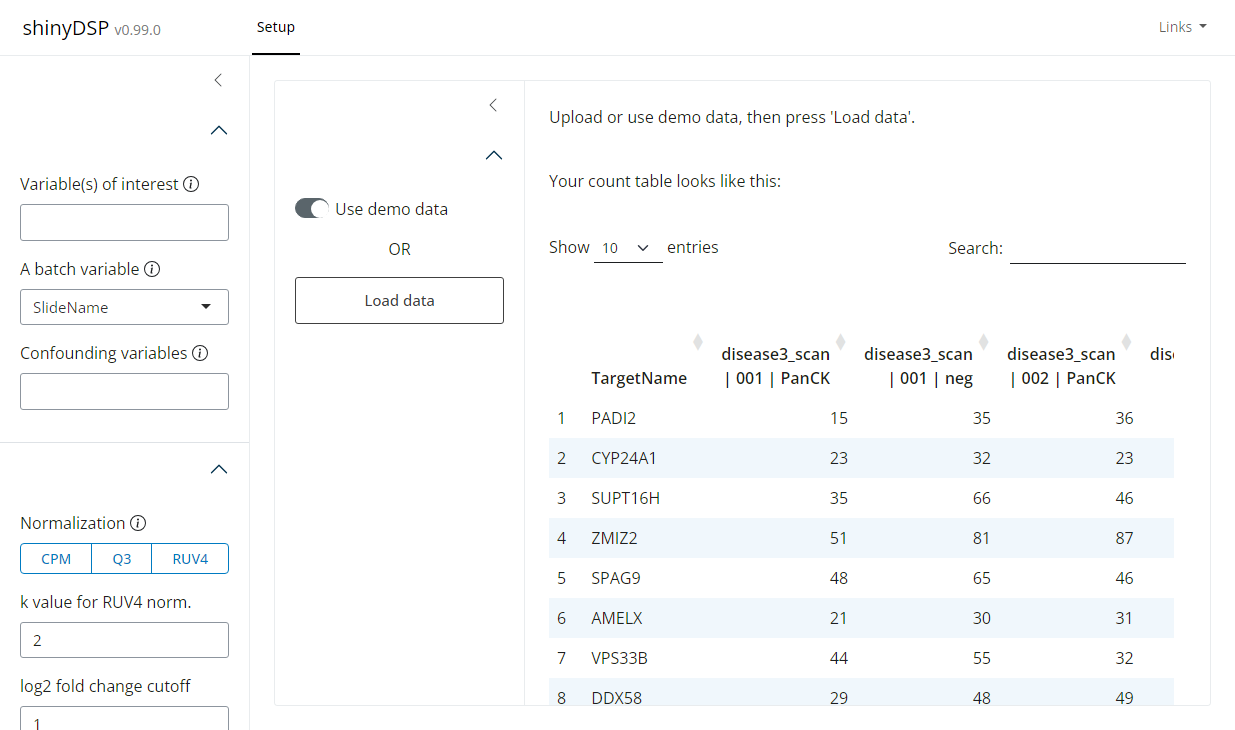 shinyDSP v0.99.0
Setup
Links
Variable(s) of interest
A batch variable
SlideName
Confounding variables
Normalization
CPM Q3 RUV4
k value for RUV4 norm.
2
log2 fold change cutoff
1
Use demo data
OR
Load data
Upload or use demo data, then press 'Load data'.
Your count table looks like this:
Show 10 entries
Search:
disease3_scan disease3_scan disease3_scan
TargetName | 001 | PanCK | 001 | neg | 002 | PanCK
1 PADI2 15 35 36
2 CYP24A1 23 32 23
3 SUPT16H 35 66 46
4 ZMIZ2 51 81 87
5 SPAG9 48 65 46
6 AMELX 21 30 31
7 VPS33B 44 55 32
8 DDX58 29 48 49